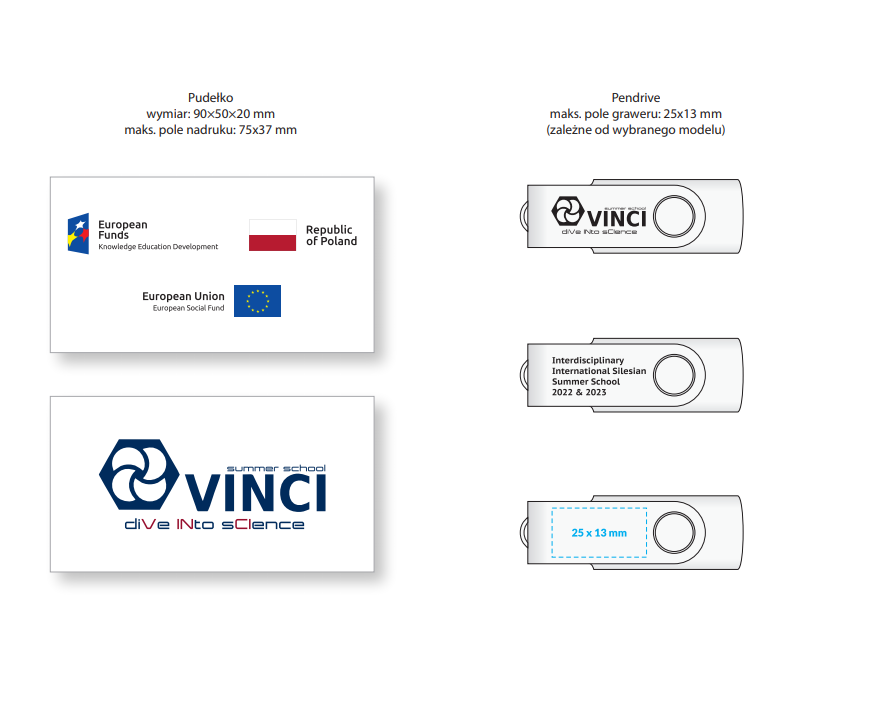 Pudełko
wymiar: 90×50×20 mm
maks. pole nadruku: 75x37 mm
European
Funds
Knowledge Education Development
Republic
of Poland
European Union
European Social Fund
summer school
VINCI
diVe INto sCIence
Pendrive
maks. pole graweru: 25x13 mm
(zależne od wybranego modelu)
summer school
VINCI
diVe INto sCIence
Interdisciplinary
International Silesian
Summer School
2022 & 2023
25 x 13 mm